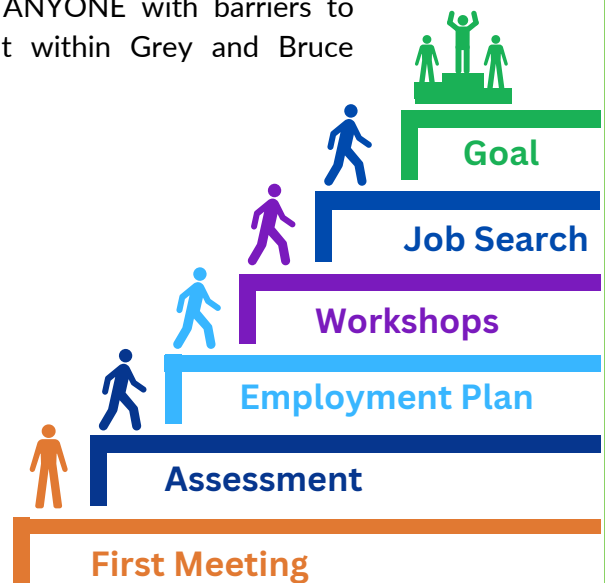 ANYONE with barriers to
t within Grey and Bruce
Goal
Job Search
Workshops
Employment Plan
Assessment
First Meeting